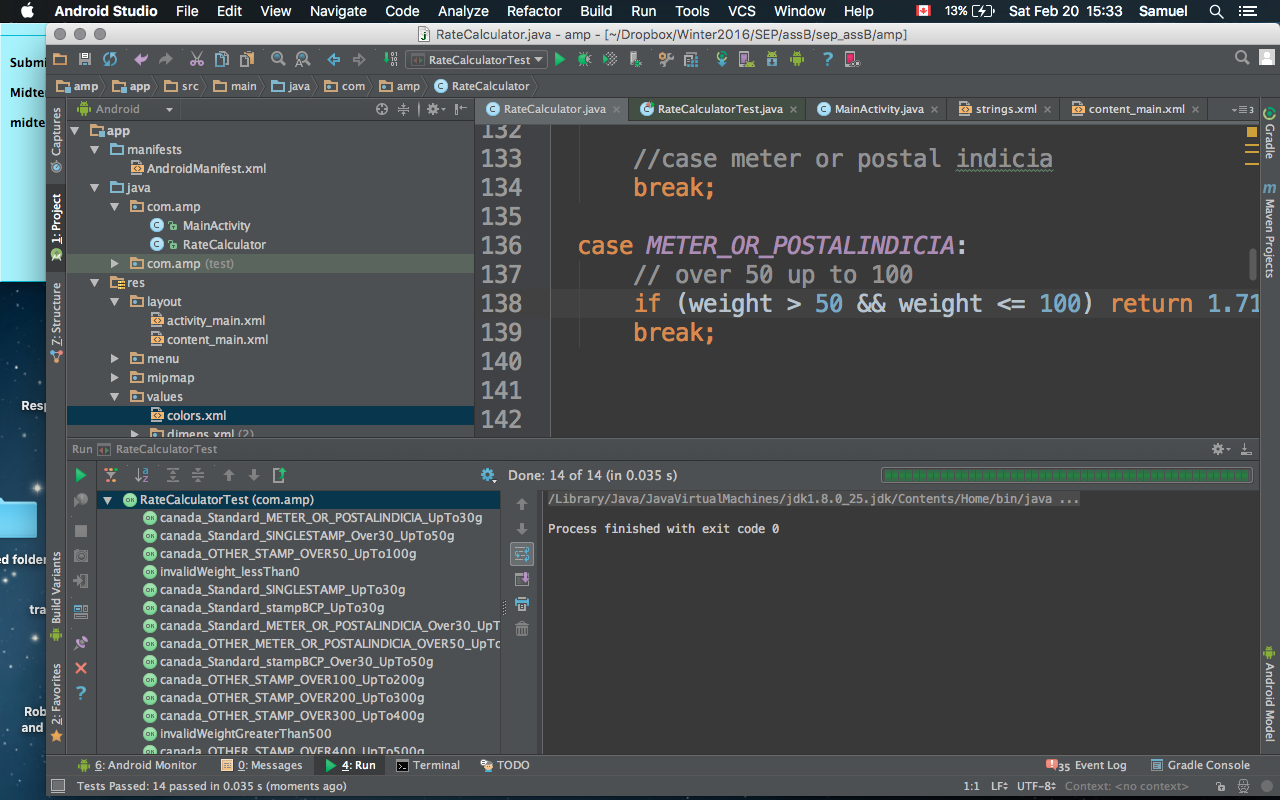 Android Studio File Edit View Navigate Code Analyze Refactor Build Run Tools VCS Window Help 13% Sat Feb 20 15:33 Samuel
RateCalculator.java - amp - [~/Dropbox/Winter2016/SEP/assB/sep_assB/amp]
Submi
Midte
midte
Resp
ed folder
tra
Rob
and
RateCalculatorTest
amp app src main java com amp RateCalculator
Captures
1: Project
Z: Structure
Build Variants
2: Favorites
Android
app
manifests
AndroidManifest.xml
java
com.amp
MainActivity
RateCalculator
com.amp (test)
res
layout
activity_main.xml
content_main.xml
menu
mipmap
values
colors.xml
dimens.xml (2)
RateCalculator.java RateCalculatorTest.java MainActivity.java strings.xml content_main.xml 3
132
133 //case meter or postal indicia
134 break;
135
136 case METER_OR_POSTALINDICIA:
137 // over 50 up to 100
138 if (weight > 50 && weight <= 100) return 1.71
139 break;
140
141
142
Gradle
m Maven Projects
Android Model
Run RateCalculatorTest
Done: 14 of 14 (in 0.035 s)
RateCalculatorTest (com.amp)
canada_Standard_METER_OR_POSTALINDICIA_UpTo30g
canada_Standard_SINGLESTAMP_Over30_UpTo50g
canada_OTHER_STAMP_OVER50_UpTo100g
invalidWeight_lessThan0
canada_Standard_SINGLESTAMP_UpTo30g
canada_Standard_stampBCP_UpTo30g
canada_Standard_METER_OR_POSTALINDICIA_Over30_UpT
canada_OTHER_METER_OR_POSTALINDICIA_OVER50_UpTo
canada_Standard_stampBCP_Over30_UpTo50g
canada_OTHER_STAMP_OVER100_UpTo200g
canada_OTHER_STAMP_OVER200_UpTo300g
canada_OTHER_STAMP_OVER300_UpTo400g
invalidWeightGreaterThan500
canada_OTHER_STAMP_OVER400_UpTo500g
/Library/Java/JavaVirtualMachines/jdk1.8.0_25.jdk/Contents/Home/bin/java ...
Process finished with exit code 0
6: Android Monitor 0: Messages 4: Run Terminal TODO 35 Event Log Gradle Console
Tests Passed: 14 passed in 0.035 s (moments ago) 1:1 LF UTF-8 Context: <no context>